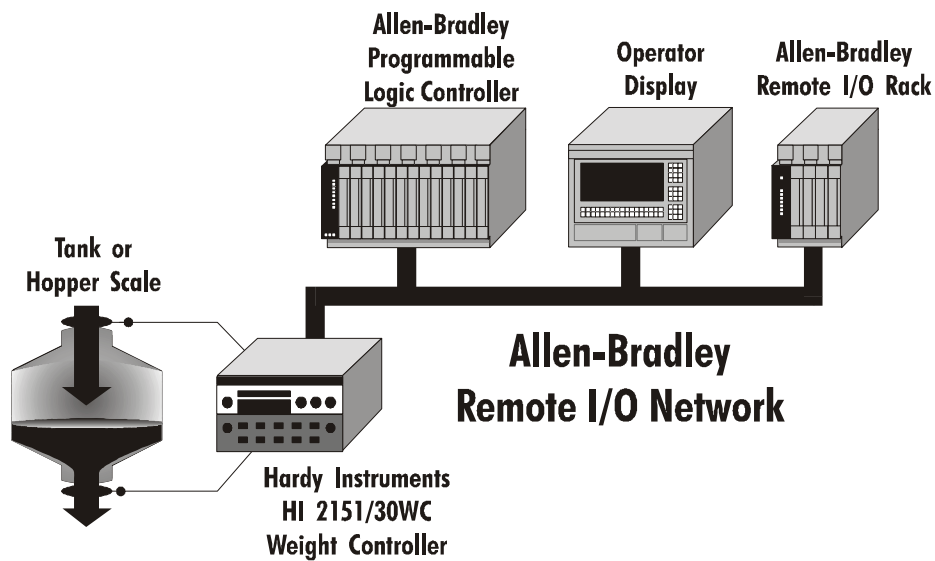 Allen-Bradley
Programmable
Logic Controller
Operator
Display
Allen-Bradley
Remote I/O Rack
Tank or
Hopper Scale
Allen-Bradley
Remote I/O Network
Hardy Instruments
HI 2151/30WC
Weight Controller